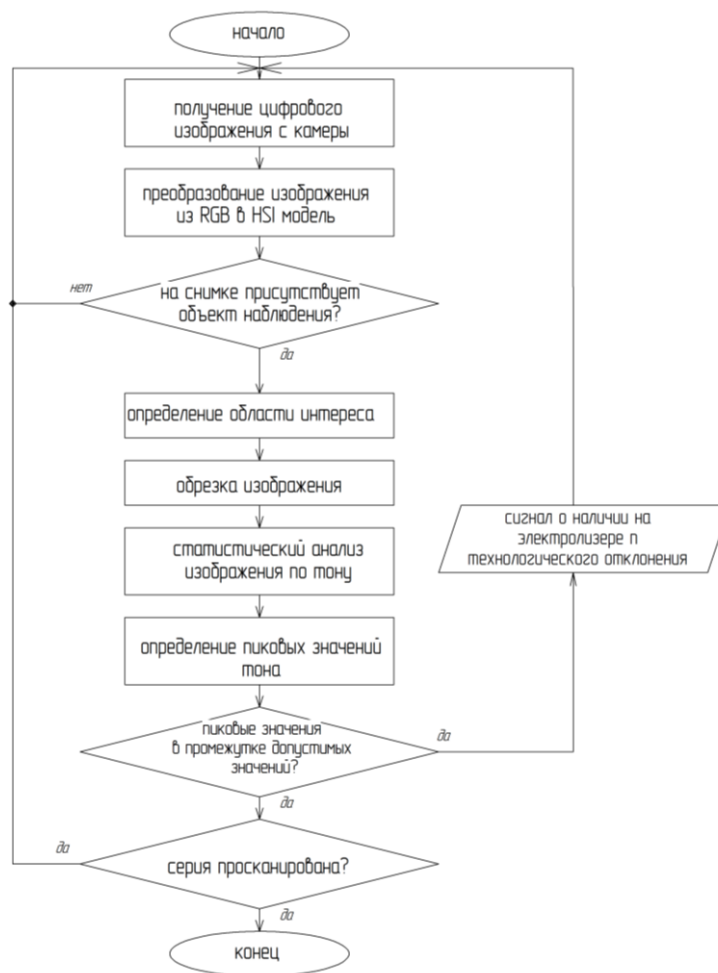 начало
получение цифрового
изображения с камеры
преобразование изображения
из RGB в HSI модель
нет
на снимке присутствует
объект наблюдения?
да
определение области интереса
обрезка изображения
сигнал о наличии на
электролизере n
технологического отклонения
статистический анализ
изображения по тону
определение пиковых значений
тона
пиковые значения
в промежутке допустимых
значений?
да
да
да
серия просканирована?
да
конец